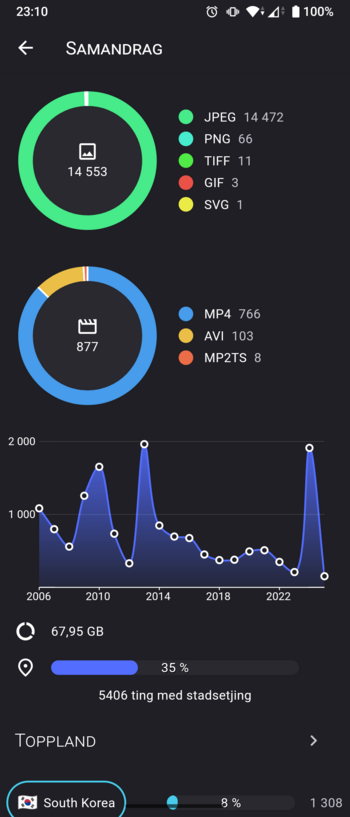 23:10 100%
SAMANDRAG
14 553
JPEG 14 472
PNG 66
TIFF 11
GIF 3
SVG 1
877
MP4 766
AVI 103
MP2TS 8
2 000
1 000
2006 2010 2014 2018 2022
67,95 GB
35 %
5406 ting med stadsetjing
TOPPLAND
South Korea 8 % 1 308